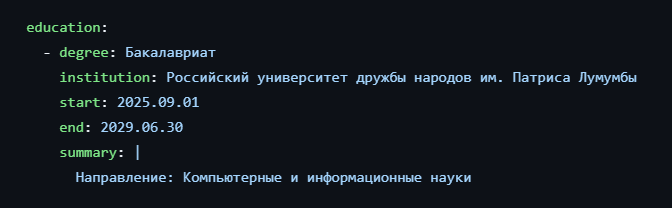 education:
- degree: Бакалавриат
institution: Российский университет дружбы народов им. Патриса Лумумбы
start: 2025.09.01
end: 2029.06.30
summary: |
Направление: Компьютерные и информационные науки